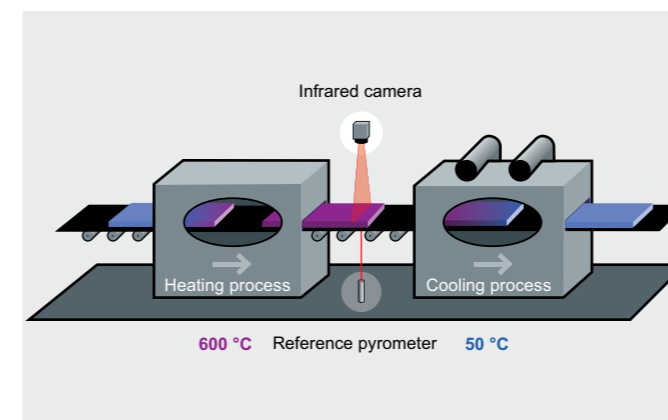 Infrared camera
Heating process
Cooling process
600 °C
Reference pyrometer
50 °C